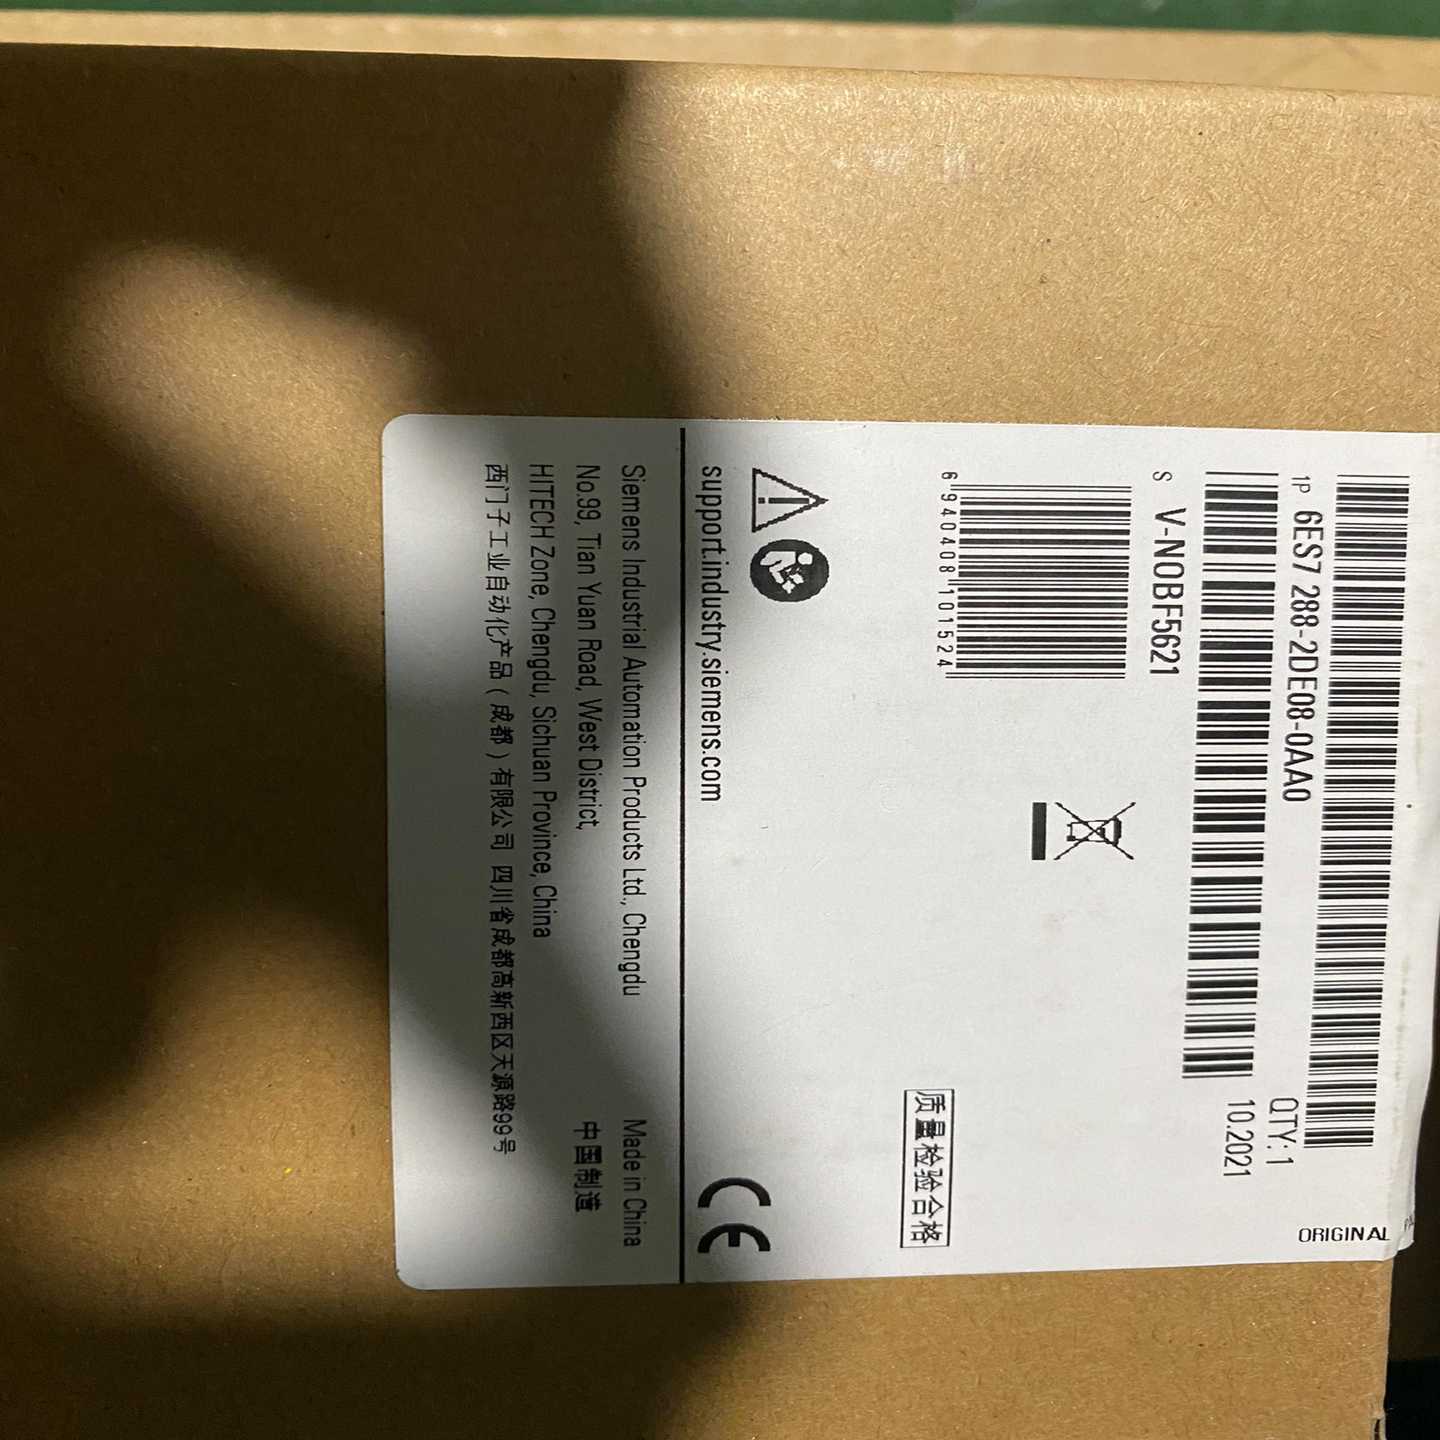 1P 6ES7 288-2DE08-0AA0
QTY: 1
10.2021
ORIGINAL
S V-N0BF5621
6 940408 101524
质量检验合格
support.industry.siemens.com
CE
Siemens Industrial Automation Products Ltd., Chengdu
No.99, Tian Yuan Road, West District,
HITECH Zone, Chengdu, Sichuan Province, China
西门子工业自动化产品（成都）有限公司 四川省成都高新西区天源路99号
Made in China
中国制造